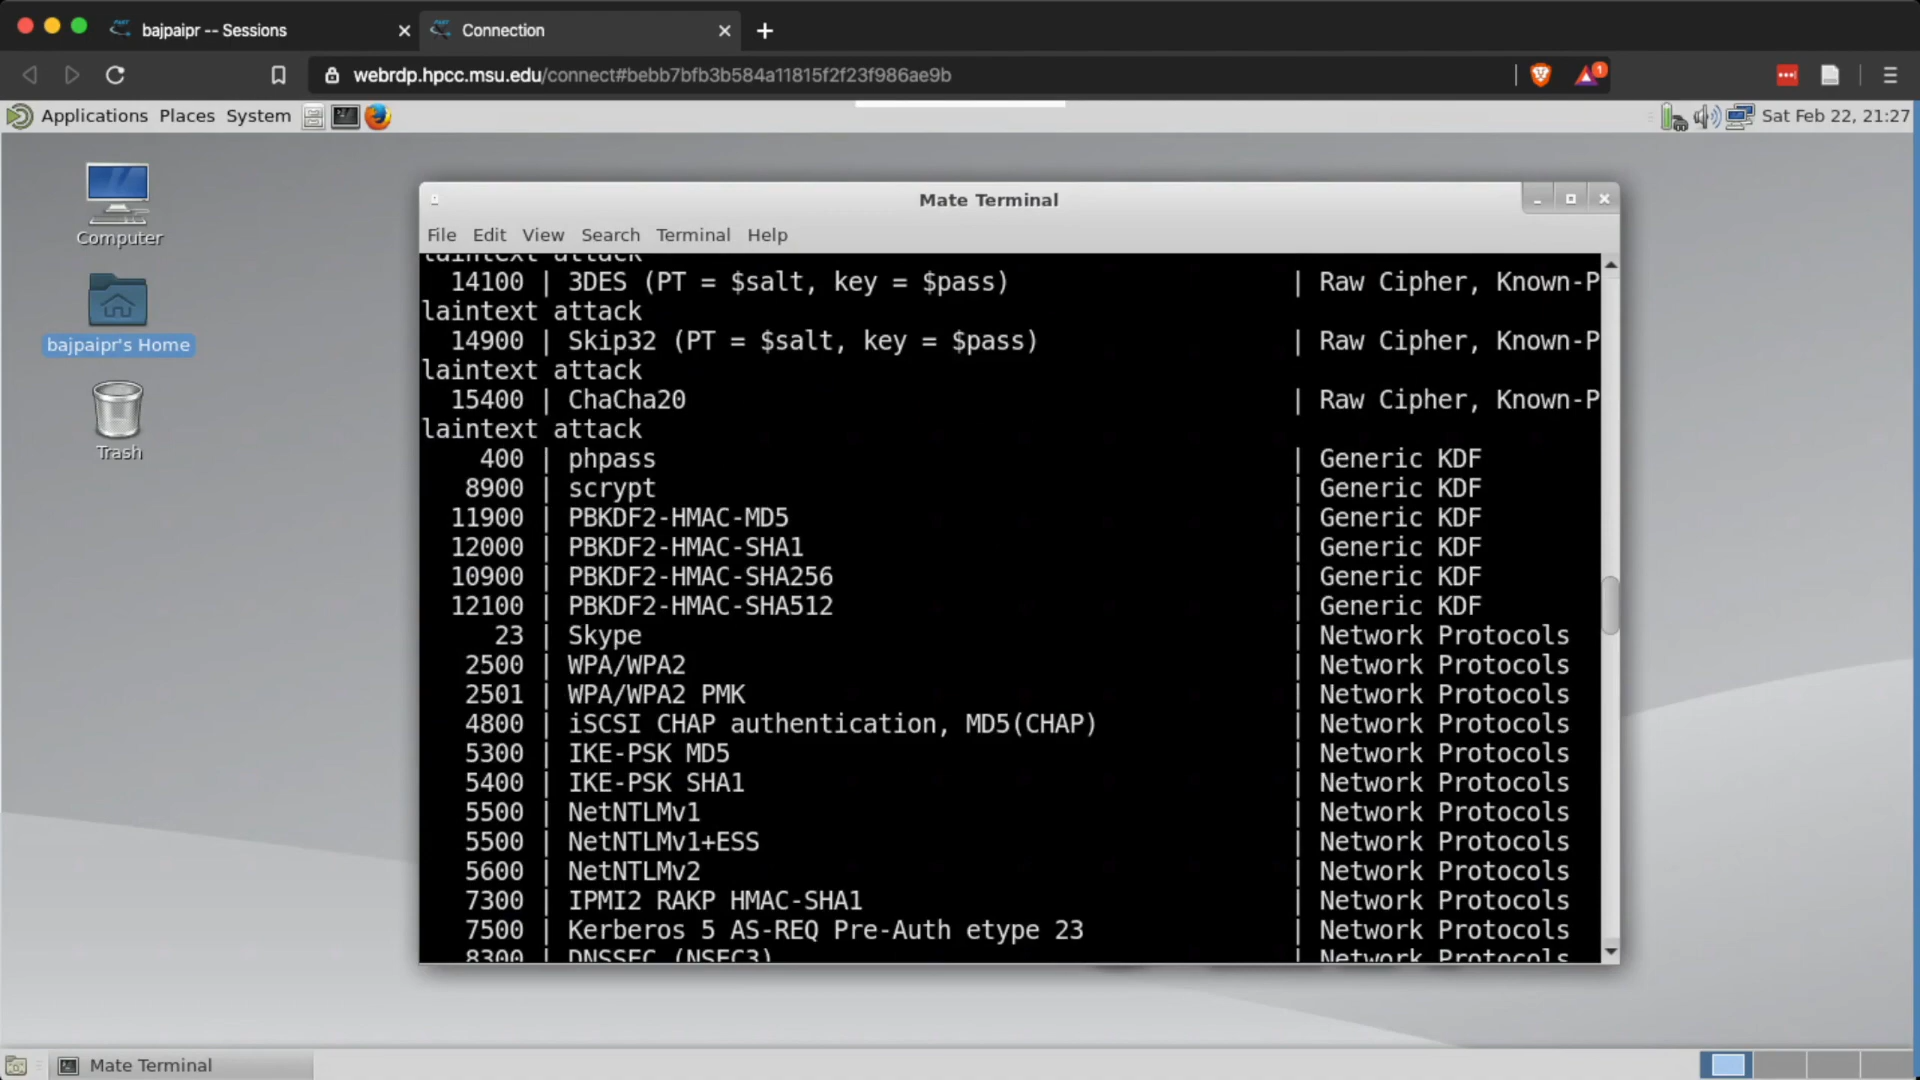 bajpaipr -- Sessions
Connection
webrdp.hpcc.msu.edu/connect#bebb7bfb3b584a11815f2f23f986ae9b
1
Applications Places System
Sat Feb 22, 21:27
Computer
bajpaipr's Home
Trash
Mate Terminal
File Edit View Search Terminal Help
laintext attack
14100 | 3DES (PT = $salt, key = $pass) | Raw Cipher, Known-P
laintext attack
14900 | Skip32 (PT = $salt, key = $pass) | Raw Cipher, Known-P
laintext attack
15400 | ChaCha20 | Raw Cipher, Known-P
laintext attack
400 | phpass | Generic KDF
8900 | scrypt | Generic KDF
11900 | PBKDF2-HMAC-MD5 | Generic KDF
12000 | PBKDF2-HMAC-SHA1 | Generic KDF
10900 | PBKDF2-HMAC-SHA256 | Generic KDF
12100 | PBKDF2-HMAC-SHA512 | Generic KDF
23 | Skype | Network Protocols
2500 | WPA/WPA2 | Network Protocols
2501 | WPA/WPA2 PMK | Network Protocols
4800 | iSCSI CHAP authentication, MD5(CHAP) | Network Protocols
5300 | IKE-PSK MD5 | Network Protocols
5400 | IKE-PSK SHA1 | Network Protocols
5500 | NetNTLMv1 | Network Protocols
5500 | NetNTLMv1+ESS | Network Protocols
5600 | NetNTLMv2 | Network Protocols
7300 | IPMI2 RAKP HMAC-SHA1 | Network Protocols
7500 | Kerberos 5 AS-REQ Pre-Auth etype 23 | Network Protocols
8300 | DNSSEC (NSEC3) | Network Protocols
Mate Terminal